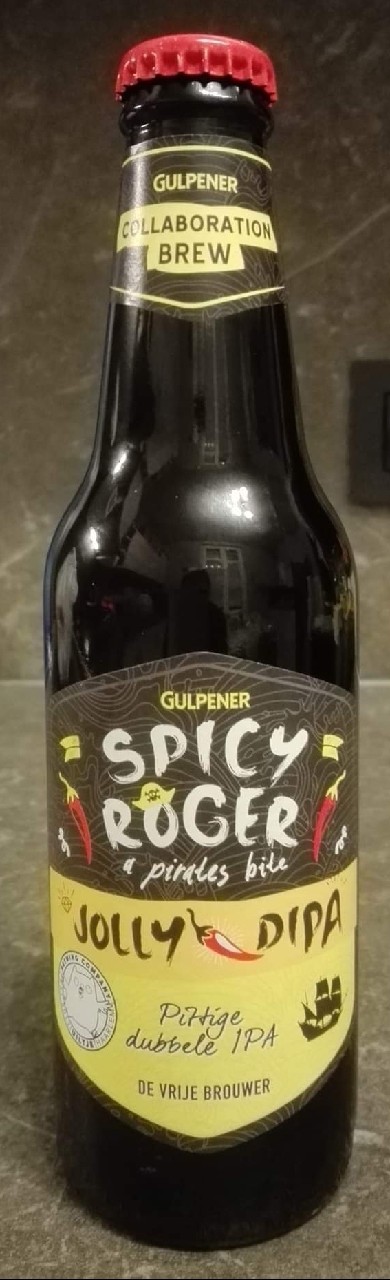 GULPENER
COLLABORATION
BREW
GULPENER
SPICY
ROGER
a pirates bite
JOLLY DIPA
Pittige
dubbele IPA
DE VRIJE BROUWER